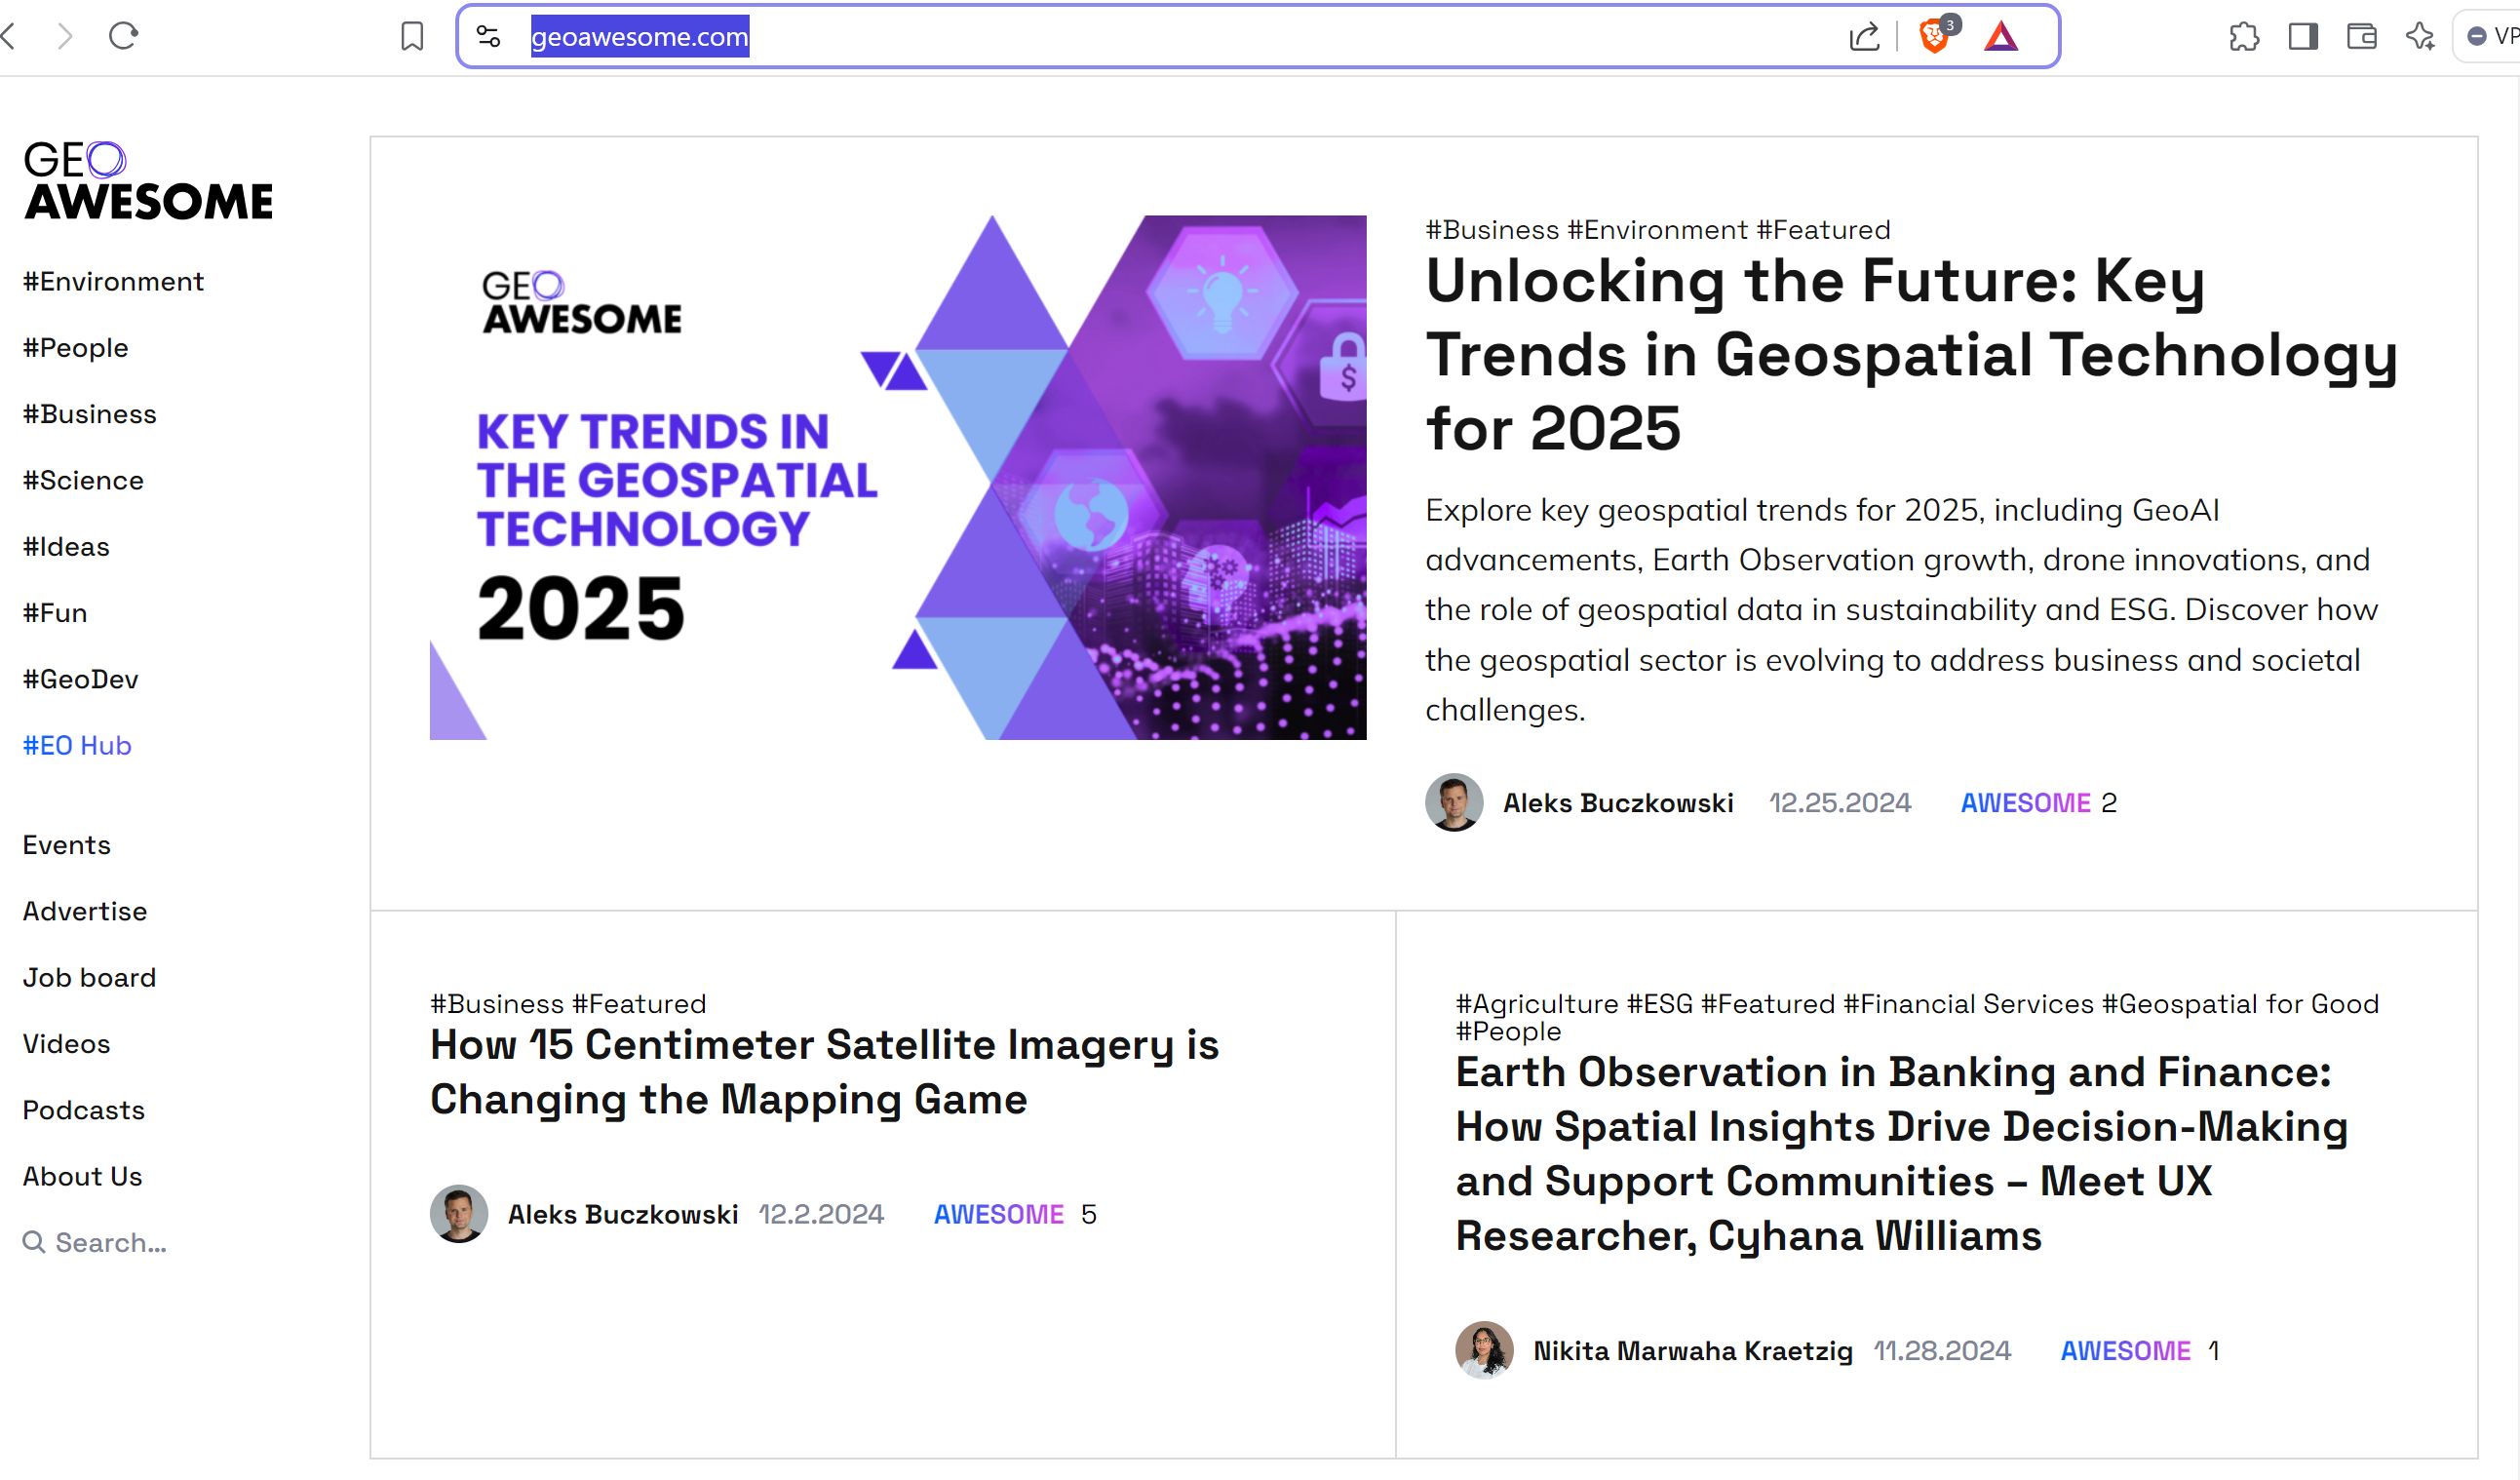 geoawesome.com
3
VP
GEO
AWESOME
#Environment
#People
#Business
#Science
#Ideas
#Fun
#GeoDev
#EO Hub
Events
Advertise
Job board
Videos
Podcasts
About Us
Search...
GEO
AWESOME
KEY TRENDS IN
THE GEOSPATIAL
TECHNOLOGY
2025
$
#Business #Environment #Featured
Unlocking the Future: Key
Trends in Geospatial Technology
for 2025
Explore key geospatial trends for 2025, including GeoAI
advancements, Earth Observation growth, drone innovations, and
the role of geospatial data in sustainability and ESG. Discover how
the geospatial sector is evolving to address business and societal
challenges.
Aleks Buczkowski 12.25.2024 AWESOME 2
#Business #Featured
How 15 Centimeter Satellite Imagery is
Changing the Mapping Game
Aleks Buczkowski 12.2.2024 AWESOME 5
#Agriculture #ESG #Featured #Financial Services #Geospatial for Good
#People
Earth Observation in Banking and Finance:
How Spatial Insights Drive Decision-Making
and Support Communities – Meet UX
Researcher, Cyhana Williams
Nikita Marwaha Kraetzig 11.28.2024 AWESOME 1